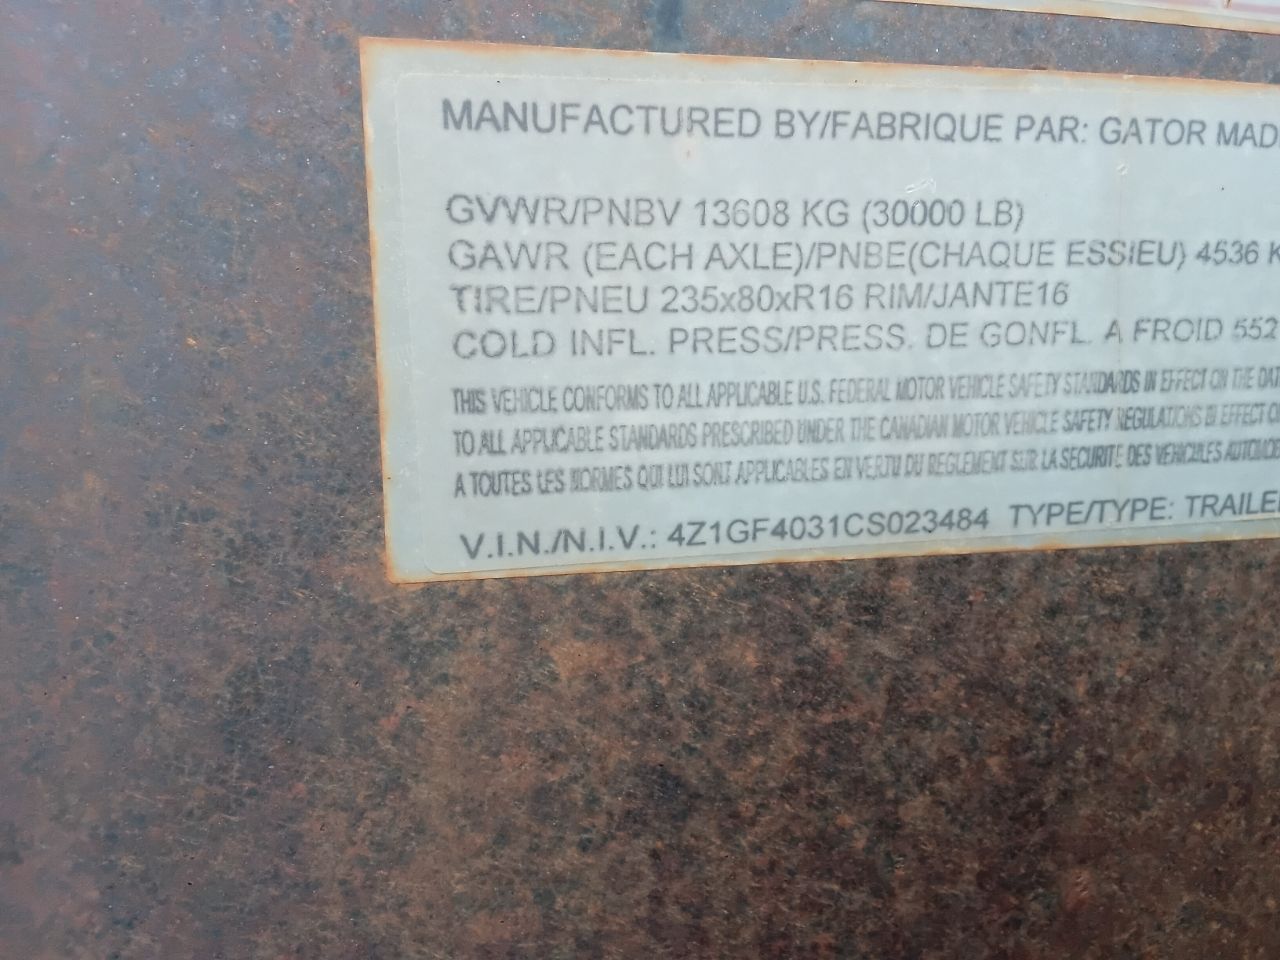 MANUFACTURED BY/FABRIQUE PAR: GATOR MAD
GVWR/PNBV 13608 KG (30000 LB)
GAWR (EACH AXLE)/PNBE(CHAQUE ESSIEU) 4536 K
TIRE/PNEU 235x80xR16 RIM/JANTE16
COLD INFL. PRESS/PRESS. DE GONFL. A FROID 552
THIS VEHICLE CONFORMS TO ALL APPLICABLE U.S. FEDERAL MOTOR VEHICLE SAFETY STANDARDS IN EFFECT ON THE DAT
TO ALL APPLICABLE STANDARDS PRESCRIBED UNDER THE CANADIAN MOTOR VEHICLE SAFETY REGULATIONS IN EFFECT O
A TOUTES LES NORMES QUI LUI SONT APPLICABLES EN VERTU DU REGLEMENT SUR LA SECURITE DES VEHICULES AUTOMOB
V.I.N./N.I.V.: 4Z1GF4031CS023484 TYPE/TYPE: TRAILE